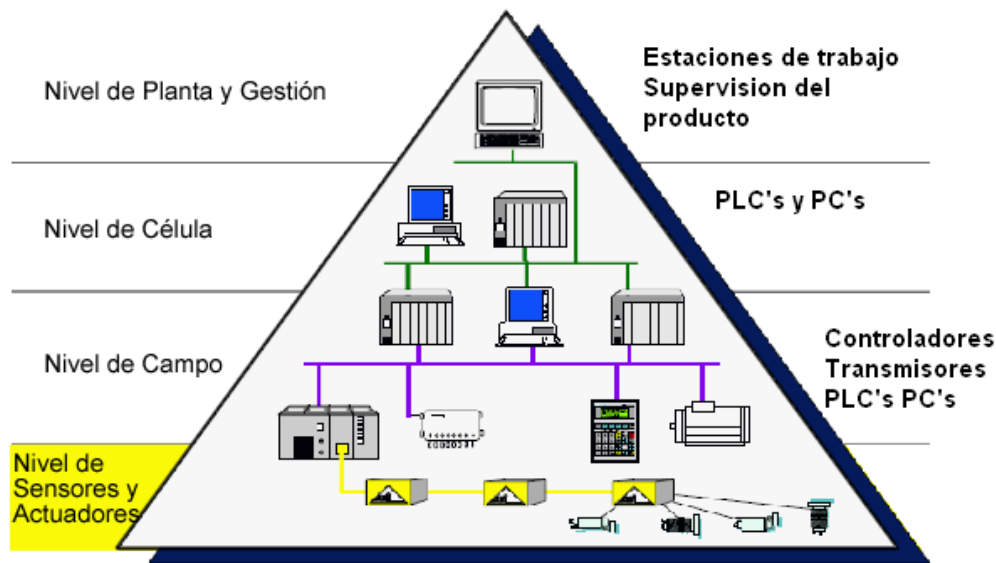 Nivel de Planta y Gestión
Estaciones de trabajo
Supervision del
producto
Nivel de Célula
PLC's y PC's
Nivel de Campo
Controladores
Transmisores
PLC's PC's
Nivel de
Sensores y
Actuadores